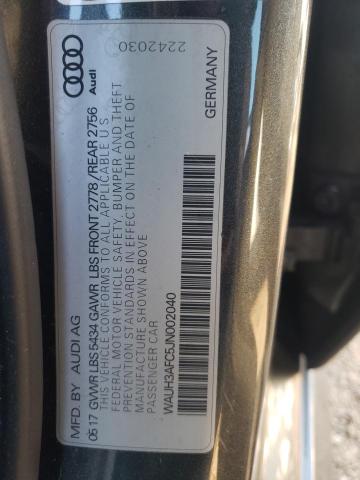 MFD. BY AUDI AG
05 17 GVWR LBS 5434 GAWR LBS FRONT 2778 / REAR 2756
THIS CONFORMS TO ALL APPLICABLE U S
FEDERAL MOTOR VEHICLE SAFETY, BUMPER AND THEFT
PREVENTION STANDARDS IN EFFECT ON THE DATE OF
MANUFACTURE SHOWN ABOVE
PASSENGER CAR
WAUH3AFC5JN002040
Audi
2242030
GERMANY